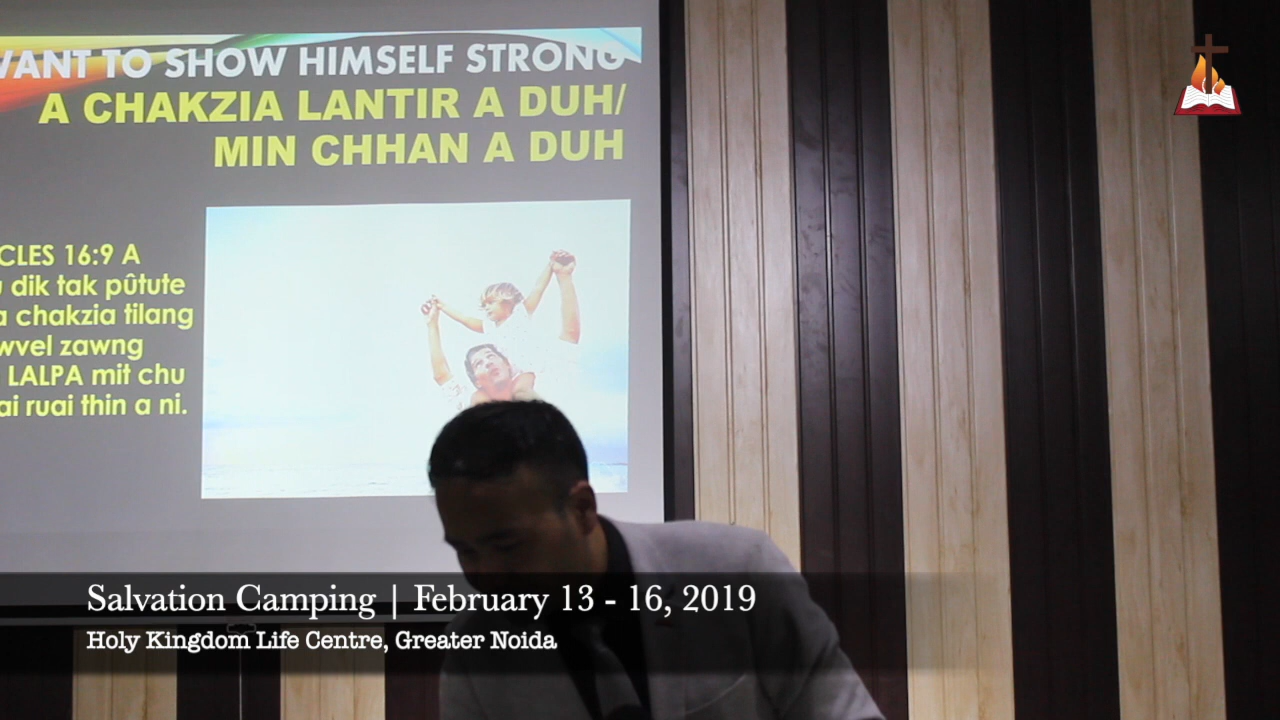 WANT TO SHOW HIMSELF STRONG
A CHAKZIA LANTIR A DUH/
MIN CHHAN A DUH
CLES 16:9 A
dik tak pûtute
a chakzia tilang
vel zawng
LALPA mit chu
ai ruai thin a ni.
Salvation Camping | February 13 - 16, 2019
Holy Kingdom Life Centre, Greater Noida